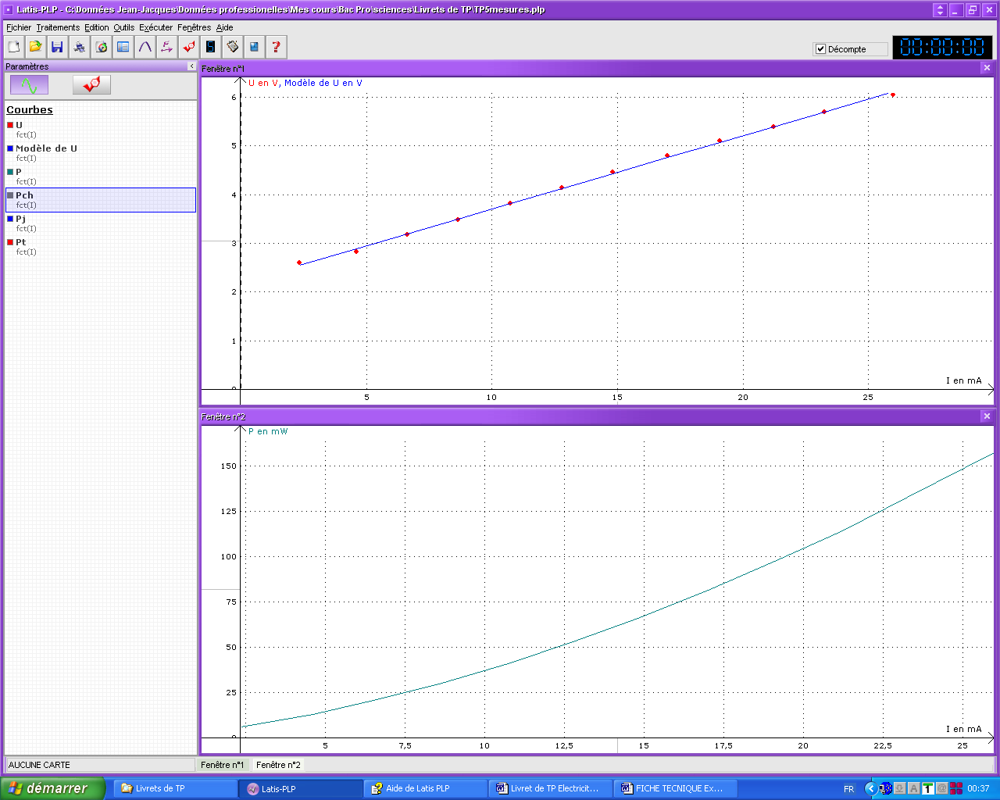 Latis-PLP - C:\Données Jean-Jacques\Données professionelles\Mes cours\Bac Pro\sciences\Livrets de TP\TP5mesures.plp
Fichier Traitements Edition Outils Exécuter Fenêtres Aide
Décompte
00:00:00
Paramètres
Courbes
U
fct(I)
Modèle de U
fct(I)
P
fct(I)
Pch
fct(I)
Pj
fct(I)
Pt
fct(I)
Fenêtre n°1
U en V, Modèle de U en V
6
5
4
3
2
1
0
I en mA
5 10 15 20 25
Fenêtre n°2
P en mW
150
125
100
75
50
25
0
I en mA
5 7,5 10 12,5 15 17,5 20 22,5 25
AUCUNE CARTE
Fenêtre n°1 Fenêtre n°2
démarrer Livrets de TP Latis-PLP Aide de Latis PLP Livret de TP Electricit... FICHE TECNIQUE Ex... FR 00:37